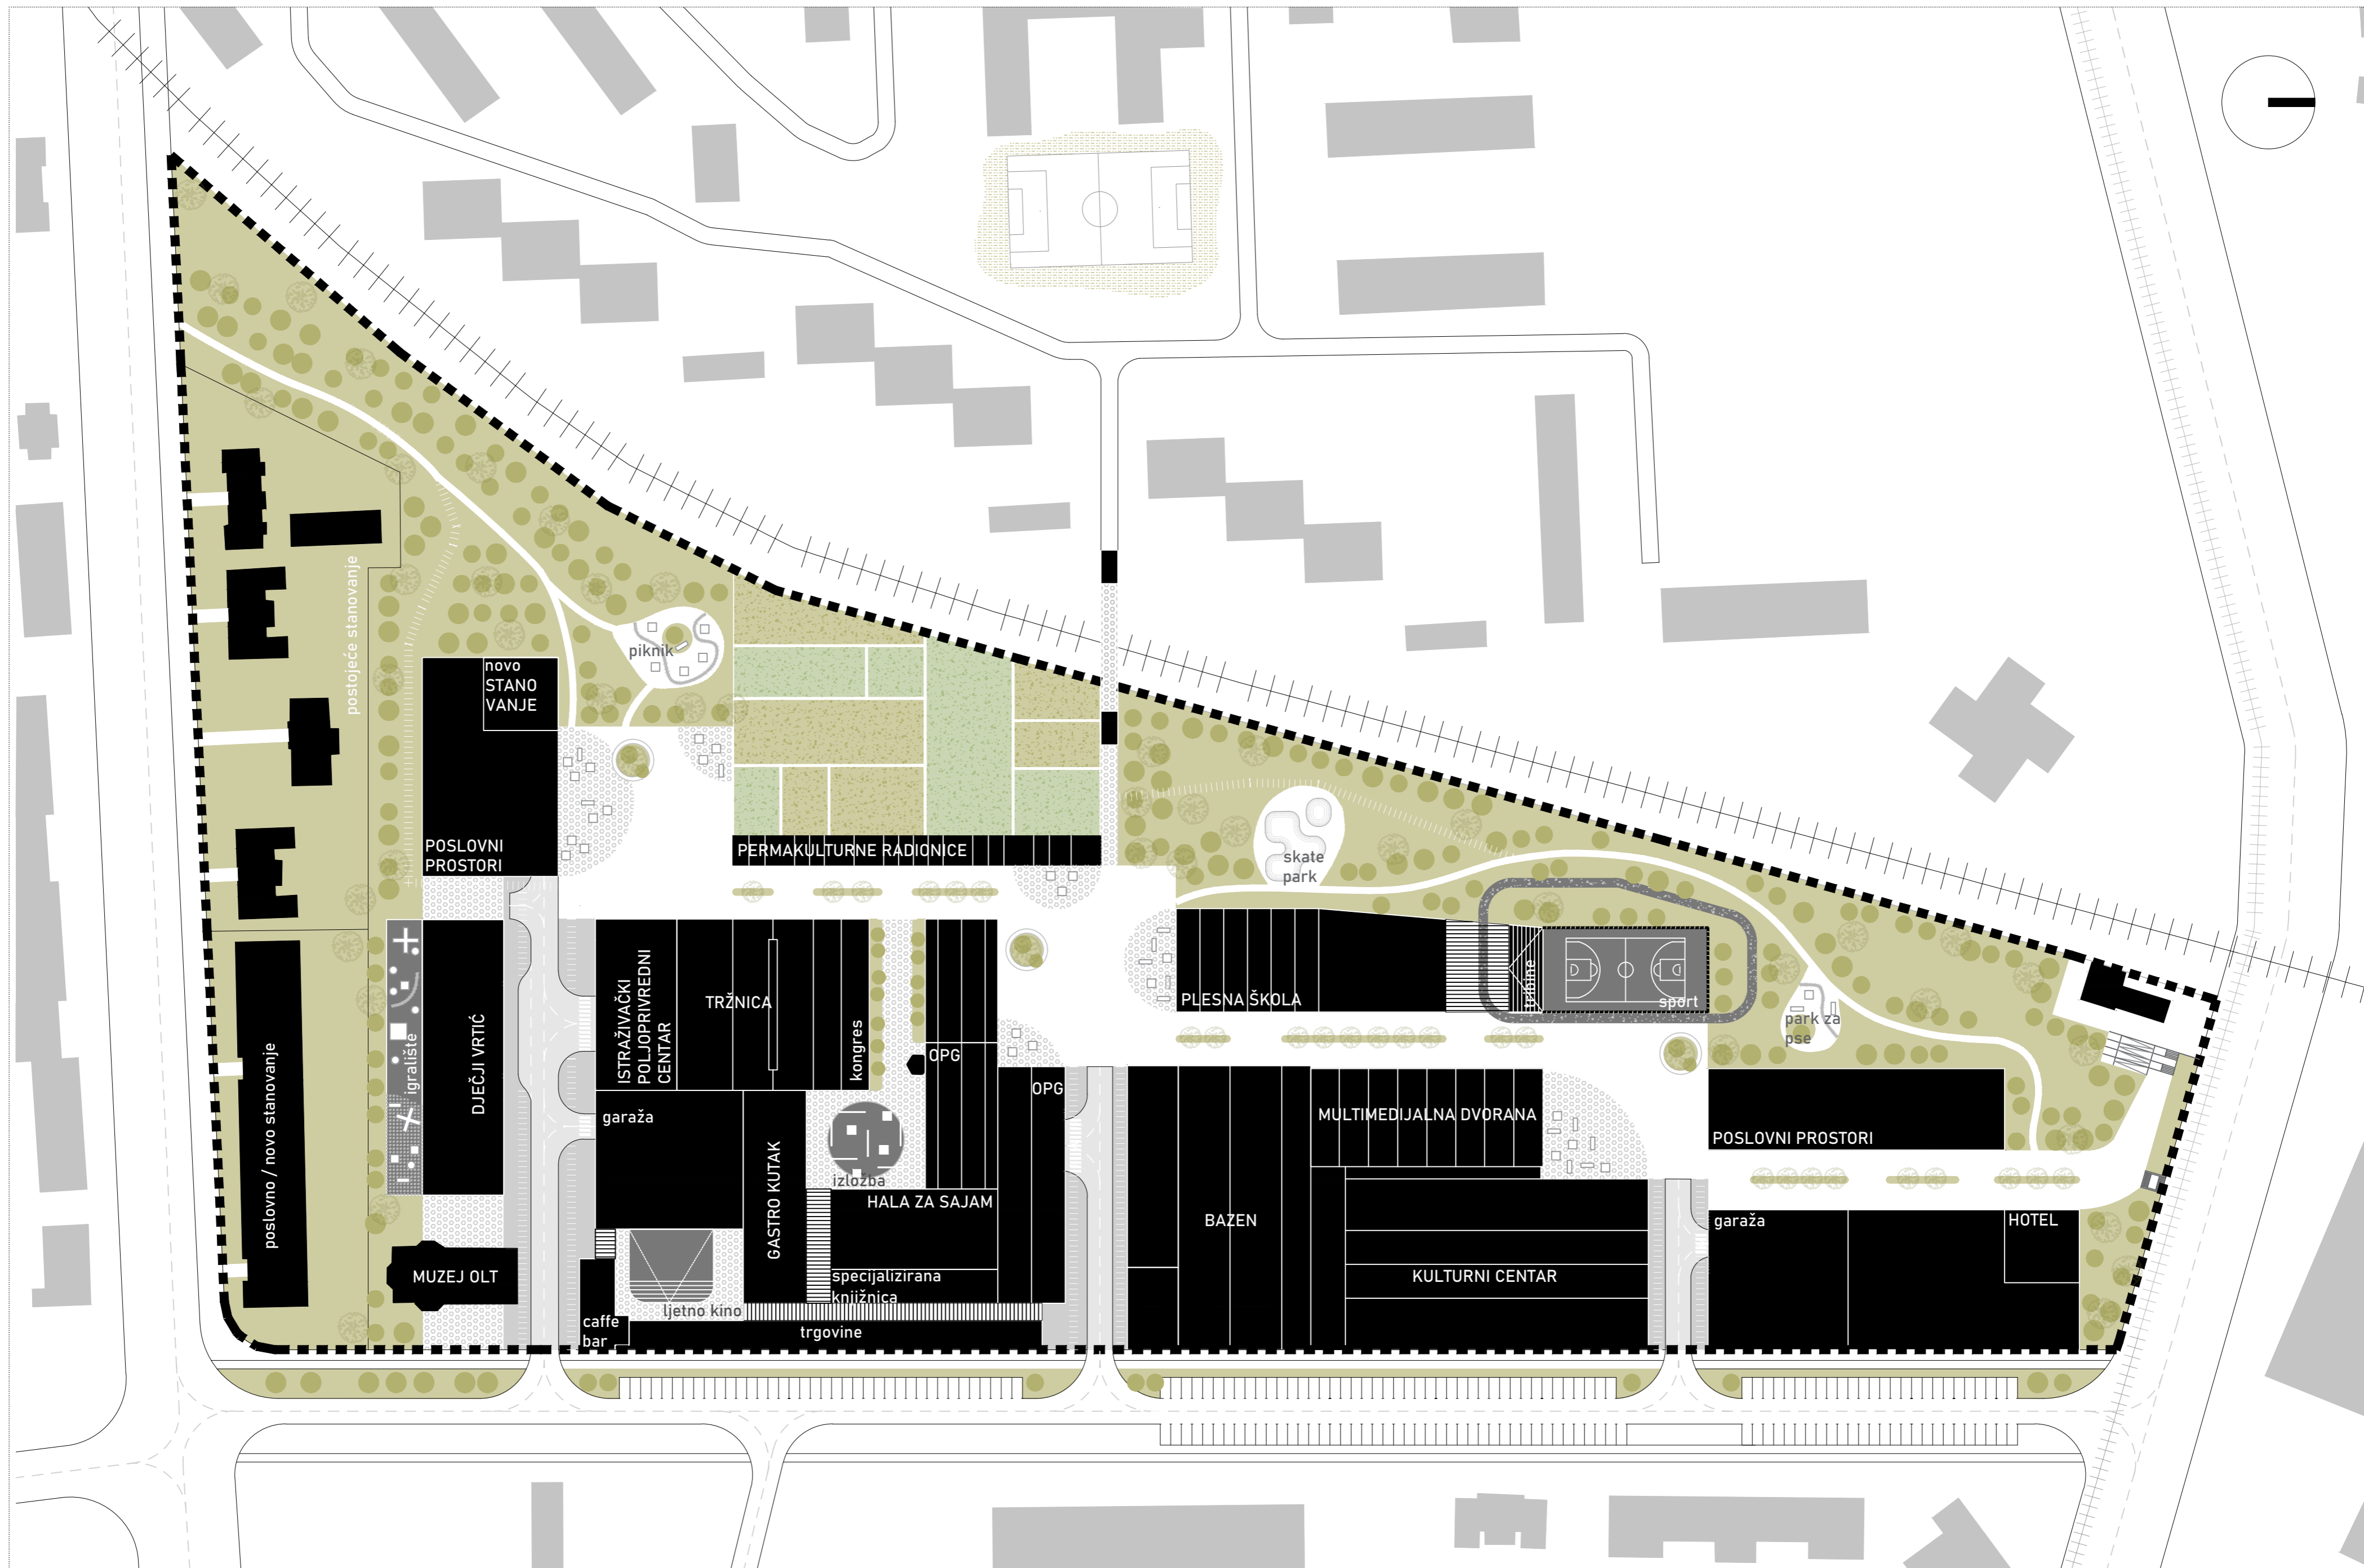 postojeće stanovanje
piknik
novo
STANO
VANJE
POSLOVNI
PROSTORI
PERMAKULTURNE RADIONICE
skate
park
igralište
DJEČJI VRTIĆ
ISTRAŽIVAČKI
POLJOPRIVREDNI
CENTAR
TRŽNICA
kongres
OPG
OPG
PLESNA ŠKOLA
tribine
sport
park za
pse
poslovno / novo stanovanje
garaža
GASTRO KUTAK
izložba
HALA ZA SAJAM
MULTIMEDIJALNA DVORANA
POSLOVNI PROSTORI
BAZEN
garaža
HOTEL
MUZEJ OLT
specijalizirana
knjižnica
KULTURNI CENTAR
ljetno kino
caffe
bar
trgovine